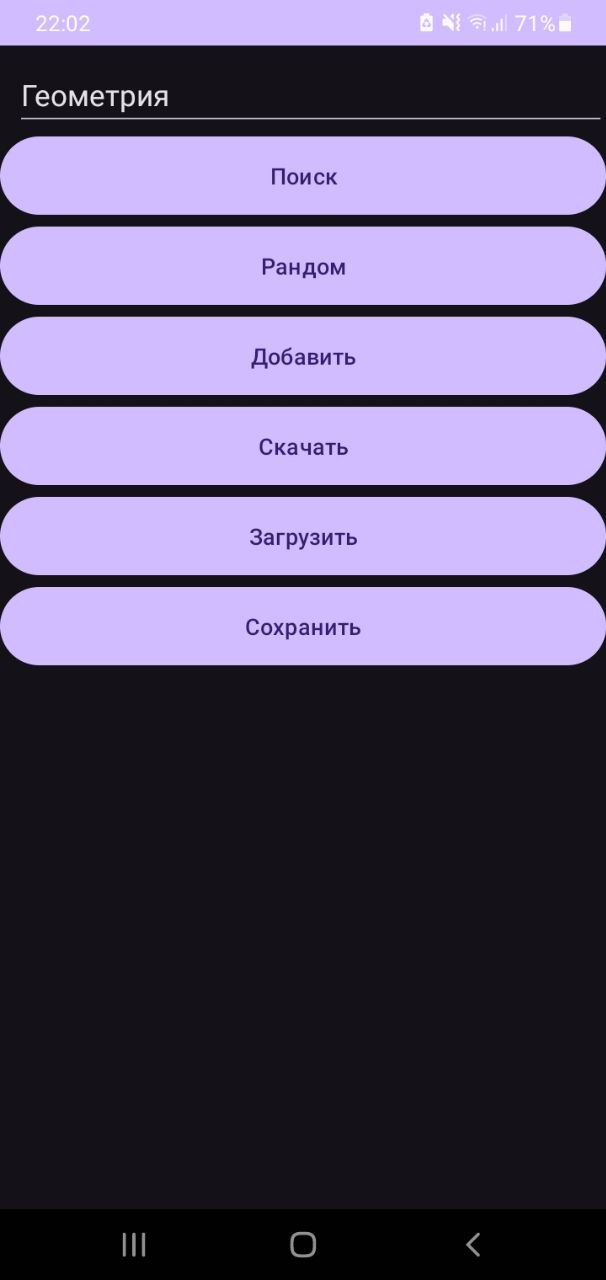 22:02
71%
Геометрия
Поиск
Рандом
Добавить
Скачать
Загрузить
Сохранить